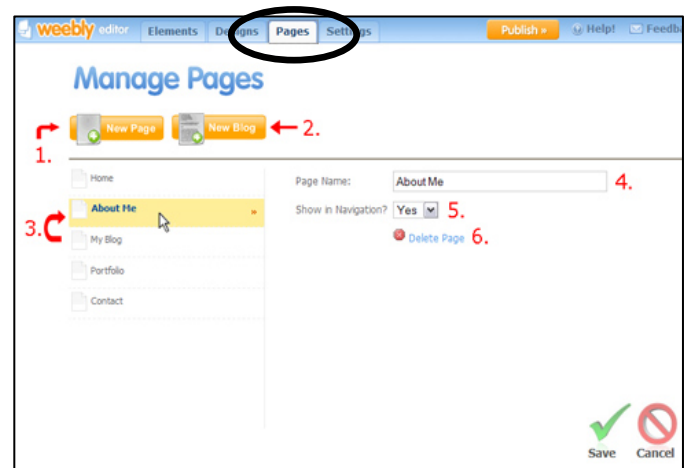 weebly editor Elements Designs Pages Settings Publish » Help!
Manage Pages
New Page New Blog 2.
1.
Home Page Name: About Me 4.
About Me » Show in Navigation? Yes 5.
3. My Blog Delete Page 6.
Portfolio
Contact
Save Cancel